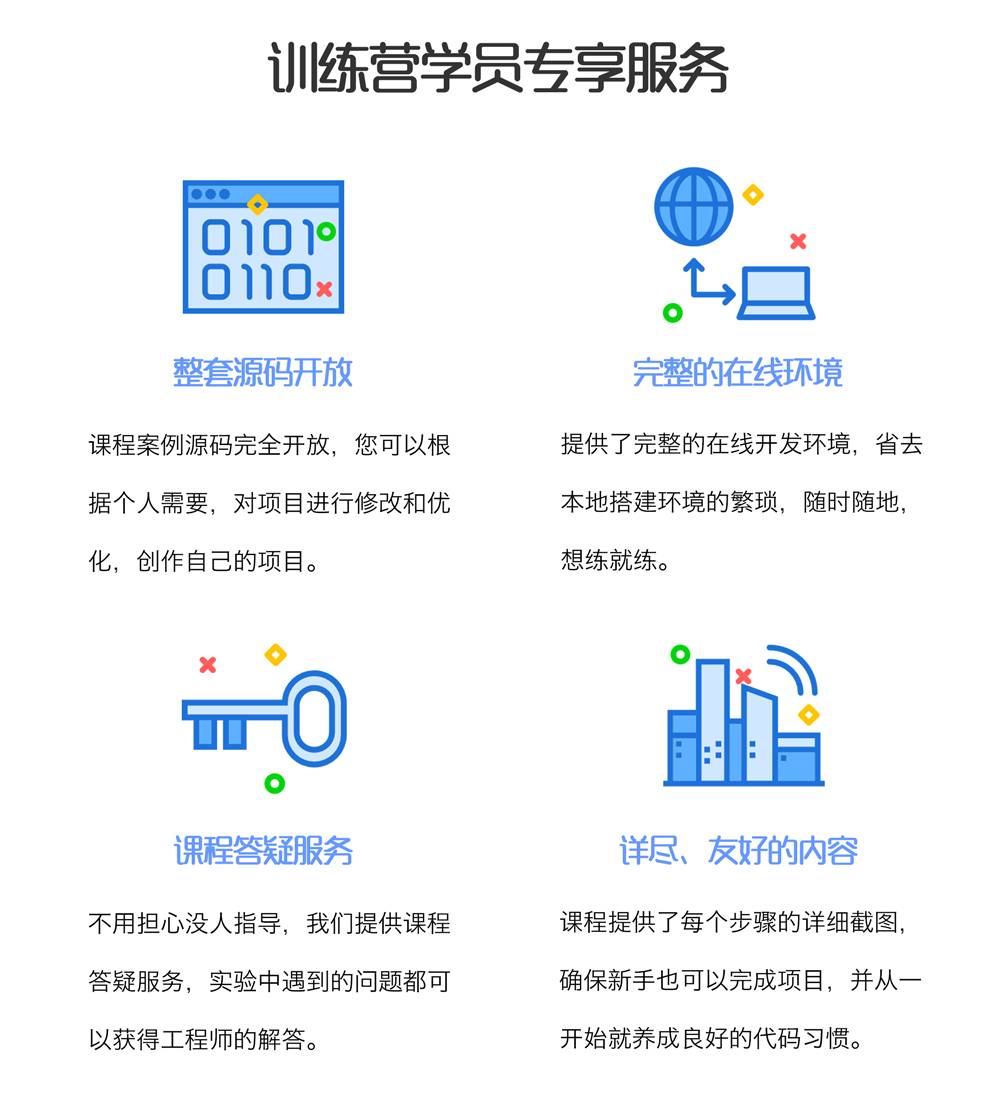 训练营学员专享服务
0101
0110
整套源码开放
完整的在线环境
课程案例源码完全开放，您可以根
据个人需要，对项目进行修改和优
化，创作自己的项目。
提供了完整的在线开发环境，省去
本地搭建环境的繁琐，随时随地，
想练就练。
课程答疑服务
详尽、友好的内容
不用担心没人指导，我们提供课程
答疑服务，实验中遇到的问题都可
以获得工程师的解答。
课程提供了每个步骤的详细截图，
确保新手也可以完成项目，并从一
开始就养成良好的代码习惯。